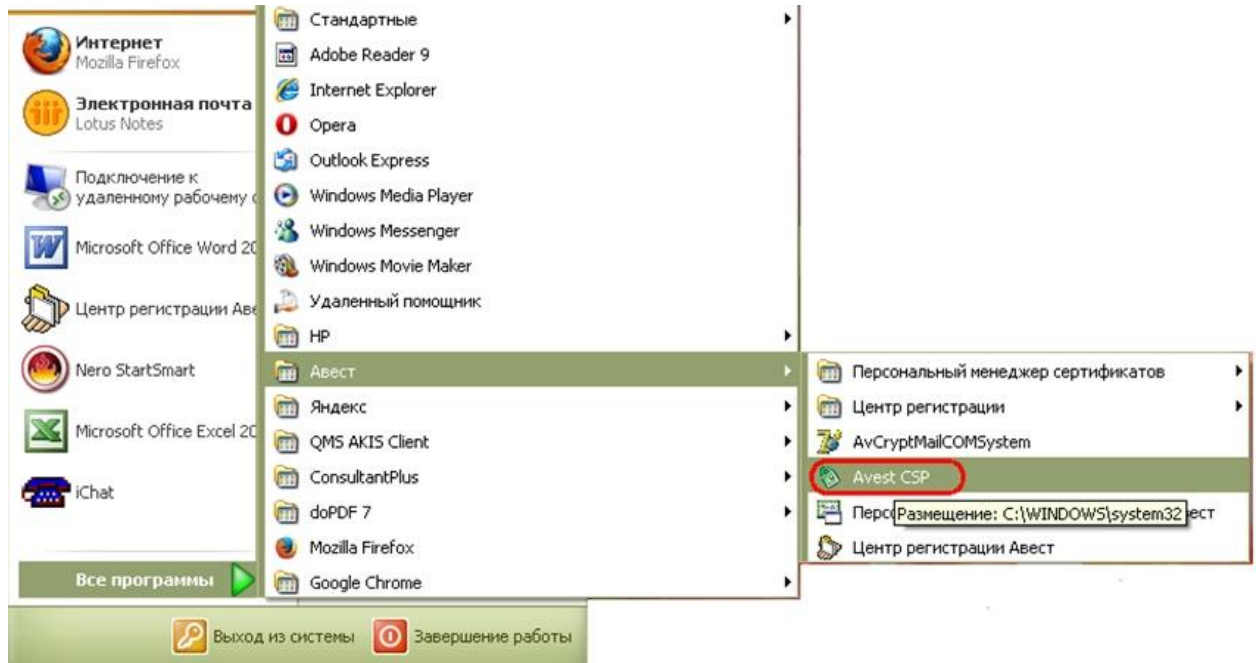 Интернет
Mozilla Firefox
Электронная почта
Lotus Notes
Подключение к
удаленному рабочему
Microsoft Office Word 20
Центр регистрации Аве
Nero StartSmart
Microsoft Office Excel 20
iChat
Все программы
Выход из системы
Завершение работы
Стандартные
Adobe Reader 9
Internet Explorer
Opera
Outlook Express
Windows Media Player
Windows Messenger
Windows Movie Maker
Удаленный помощник
HP
Авест
Яндекс
QMS AKIS Client
ConsultantPlus
doPDF 7
Mozilla Firefox
Google Chrome
Персональный менеджер сертификатов
Центр регистрации
AvCryptMailCOMSystem
Avest CSP
Размещение: C:\WINDOWS\system32
Центр регистрации Авест